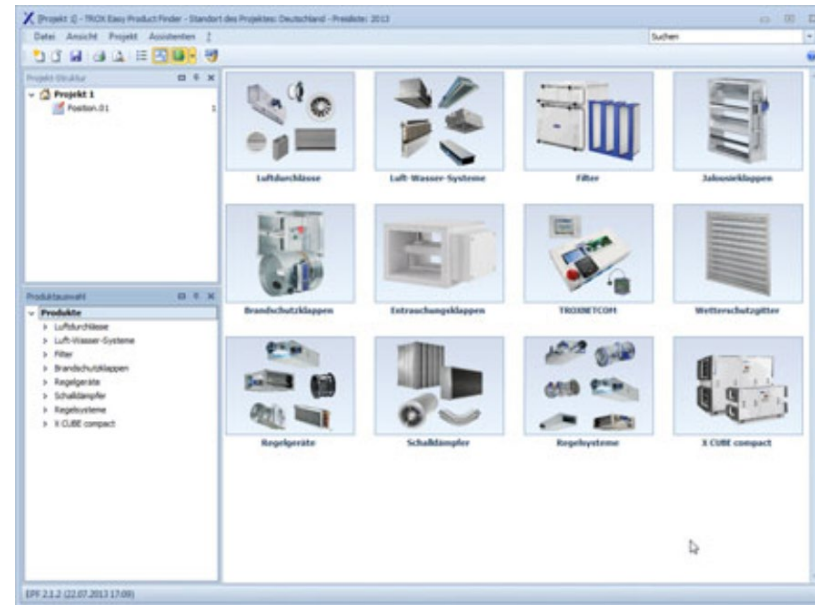 [Projekt 1] - TROX Easy Product Finder - Standort des Projektes: Deutschland -Preisliste: 2013
Datei Ansicht Projekt Assistenten ?
Suchen
Projekt-Struktur
Projekt 1
Position.01 1
Produktauswahl
Produkte
Luftdurchlässe
Luft-Wasser-Systeme
Filter
Brandschutzklappen
Regelgeräte
Schalldämpfer
Regelsysteme
X CUBE compact
Luftdurchlässe Luft-Wasser-Systeme Filter Jalousieklappen
Brandschutzklappen Entrauchungsklappen TROXNETCOM Wetterschutzgitter
Regelgeräte Schalldämpfer Regelsysteme X CUBE compact
EPF 2.1.2 (22.07.2013 17:09)